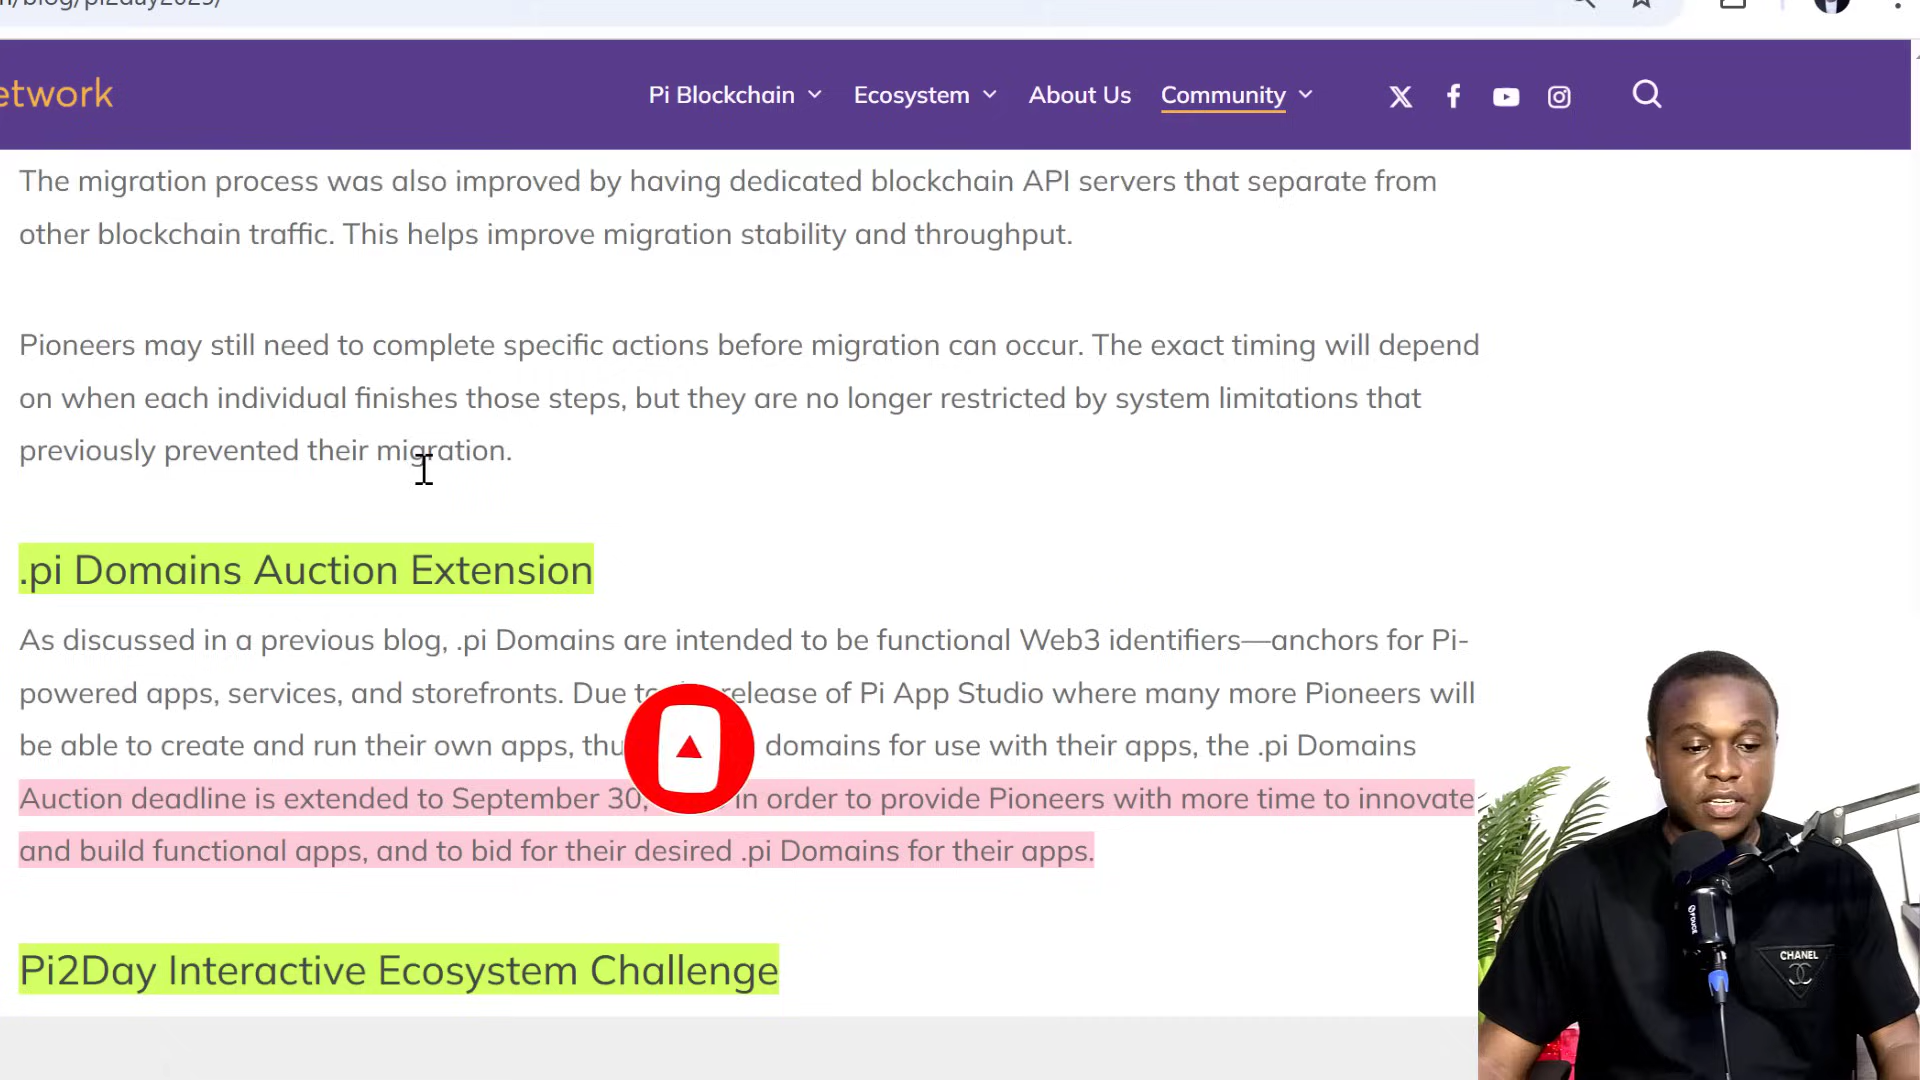 /blog/pi2day2025/
etwork
Pi Blockchain Ecosystem About Us Community
The migration process was also improved by having dedicated blockchain API servers that separate from
other blockchain traffic. This helps improve migration stability and throughput.
Pioneers may still need to complete specific actions before migration can occur. The exact timing will depend
on when each individual finishes those steps, but they are no longer restricted by system limitations that
previously prevented their migration.
.pi Domains Auction Extension
As discussed in a previous blog, .pi Domains are intended to be functional Web3 identifiers—anchors for Pi-
powered apps, services, and storefronts. Due release of Pi App Studio where many more Pioneers will
be able to create and run their own apps, domains for use with their apps, the .pi Domains
Auction deadline is extended to September 30, in order to provide Pioneers with more time to innovate
and build functional apps, and to bid for their desired .pi Domains for their apps.
Pi2Day Interactive Ecosystem Challenge
CHANEL